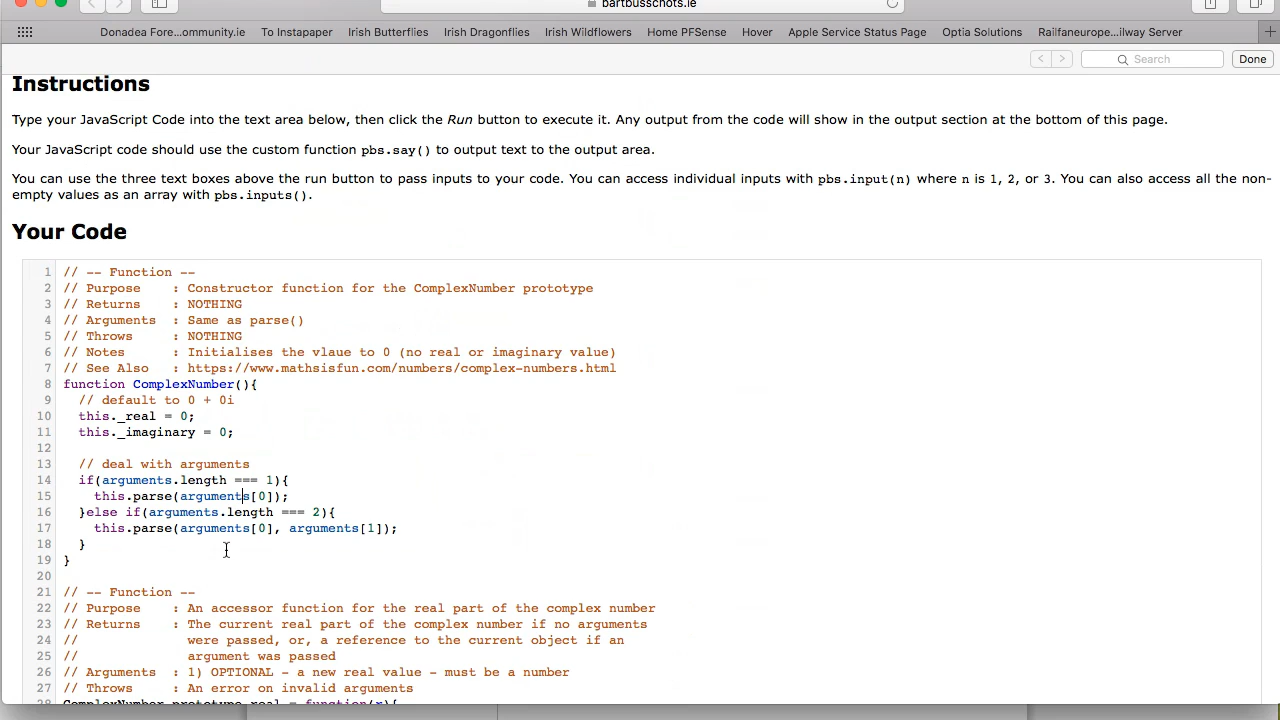 bartbusschots.ie
Donadea Fore...ommunity.ie To Instapaper Irish Butterflies Irish Dragonflies Irish Wildflowers Home PFSense Hover Apple Service Status Page Optia Solutions Railfaneurope...ilway Server
Search Done
Instructions
Type your JavaScript Code into the text area below, then click the Run button to execute it. Any output from the code will show in the output section at the bottom of this page.
Your JavaScript code should use the custom function pbs.say() to output text to the output area.
You can use the three text boxes above the run button to pass inputs to your code. You can access individual inputs with pbs.input(n) where n is 1, 2, or 3. You can also access all the non-
empty values as an array with pbs.inputs().
Your Code
1 // -- Function --
2 // Purpose    : Constructor function for the ComplexNumber prototype
3 // Returns    : NOTHING
4 // Arguments  : Same as parse()
5 // Throws     : NOTHING
6 // Notes      : Initialises the vlaue to 0 (no real or imaginary value)
7 // See Also   : https://www.mathsisfun.com/numbers/complex-numbers.html
8 function ComplexNumber(){
9   // default to 0 + 0i
10   this._real = 0;
11   this._imaginary = 0;
12
13   // deal with arguments
14   if(arguments.length === 1){
15     this.parse(arguments[0]);
16   }else if(arguments.length === 2){
17     this.parse(arguments[0], arguments[1]);
18   }
19 }
20
21 // -- Function --
22 // Purpose    : An accessor function for the real part of the complex number
23 // Returns    : The current real part of the complex number if no arguments
24 //              were passed, or, a reference to the current object if an
25 //              argument was passed
26 // Arguments  : 1) OPTIONAL - a new real value - must be a number
27 // Throws     : An error on invalid arguments
28 ComplexNumber.prototype.real = function(r){